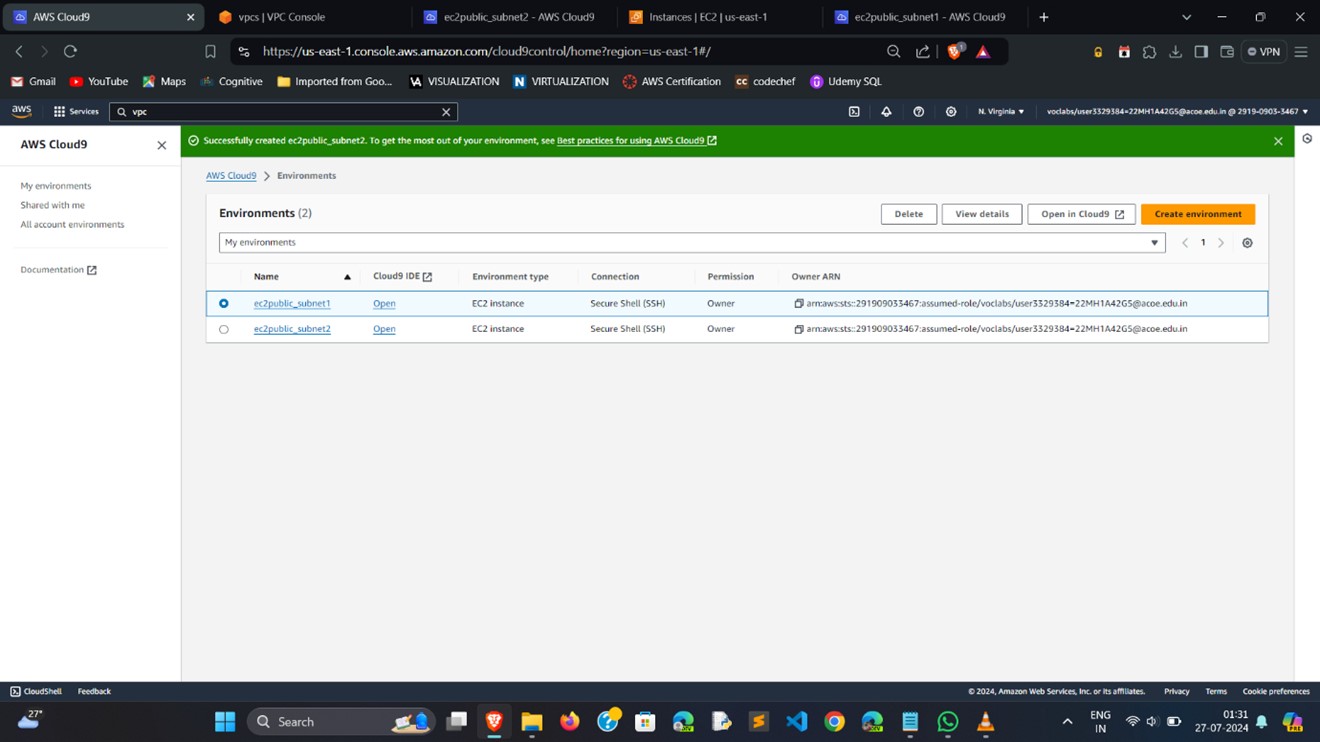 AWS Cloud9
vpcs | VPC Console
ec2public_subnet2 - AWS Cloud9
Instances | EC2 | us-east-1
ec2public_subnet1 - AWS Cloud9
https://us-east-1.console.aws.amazon.com/cloud9control/home?region=us-east-1#/
1
VPN
Gmail
YouTube
Maps
Cognitive
Imported from Goo...
VISUALIZATION
VIRTUALIZATION
AWS Certification
codechef
Udemy SQL
aws
Services
vpc
N. Virginia
voclabs/user3329384=22MH1A42G5@acoe.edu.in @ 2919-0903-3467
AWS Cloud9
My environments
Shared with me
All account environments
Documentation
Successfully created ec2public_subnet2. To get the most out of your environment, see Best practices for using AWS Cloud9
AWS Cloud9 > Environments
Environments (2)
Delete
View details
Open in Cloud9
Create environment
My environments
1
Name Cloud9 IDE Environment type Connection Permission Owner ARN
ec2public_subnet1 Open EC2 instance Secure Shell (SSH) Owner arn:aws:sts::291909033467:assumed-role/voclabs/user3329384=22MH1A42G5@acoe.edu.in
ec2public_subnet2 Open EC2 instance Secure Shell (SSH) Owner arn:aws:sts::291909033467:assumed-role/voclabs/user3329384=22MH1A42G5@acoe.edu.in
CloudShell
Feedback
© 2024, Amazon Web Services, Inc. or its affiliates.
Privacy
Terms
Cookie preferences
27°
Search
ENG
IN
01:31
27-07-2024